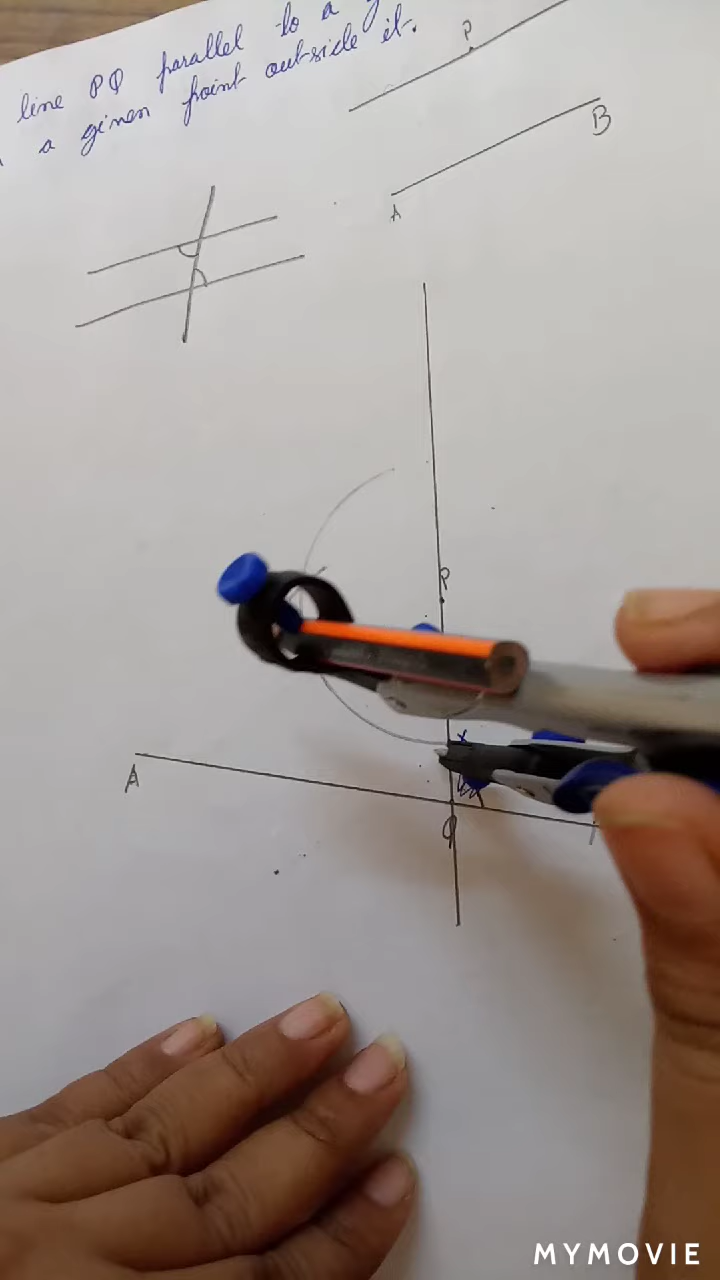 line PQ parallel to a
a given point outside it.
P
B
A
P
x
A
Q
MYMOVIE